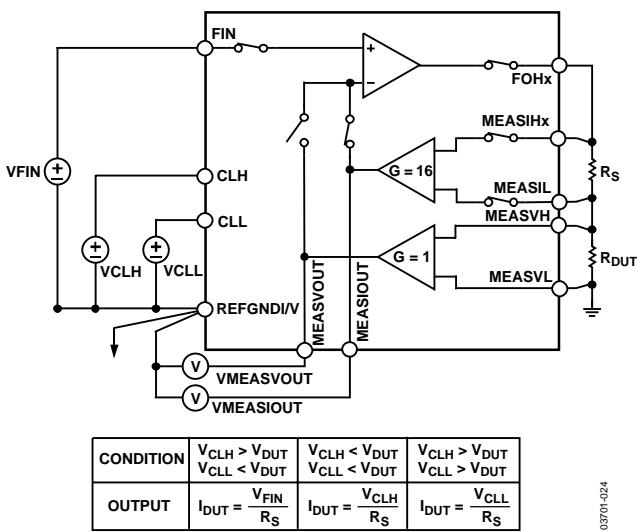 FIN
+
–
FOHx
MEASIHx
VFIN
±
CLH
G = 16
RS
MEASIL
MEASVH
CLL
±
VCLH
±
VCLL
G = 1
RDUT
MEASVL
REFGNDI/V
MEASVOUT
MEASIOUT
V
VMEASVOUT
V
VMEASIOUT
CONDITION
VCLH > VDUT
VCLL < VDUT
VCLH < VDUT
VCLL < VDUT
VCLH > VDUT
VCLL > VDUT
OUTPUT
IDUT = VFIN / RS
IDUT = VCLH / RS
IDUT = VCLL / RS
03701-024